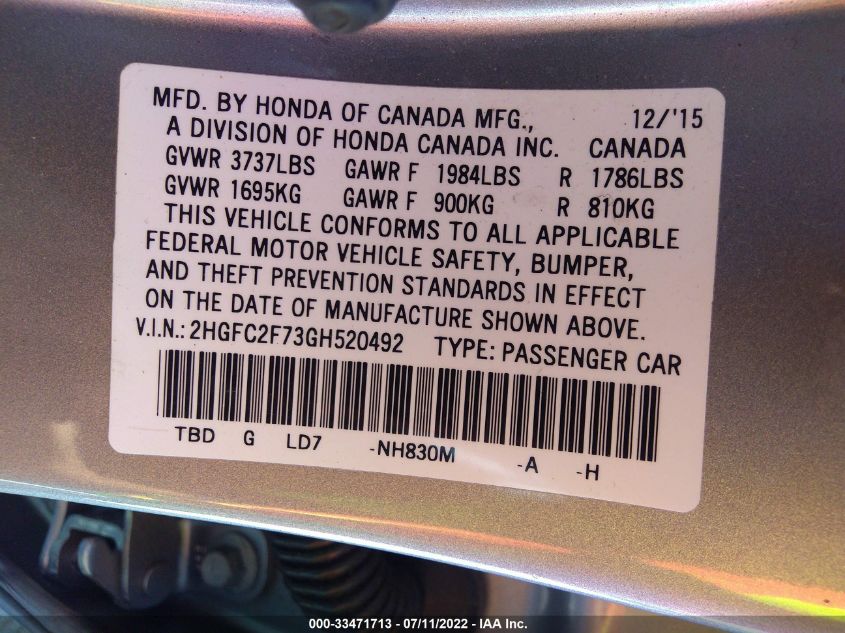 MFD. BY HONDA OF CANADA MFG., 12/'15
A DIVISION OF HONDA CANADA INC. CANADA
GVWR 3737LBS GAWR F 1984LBS R 1786LBS
GVWR 1695KG GAWR F 900KG R 810KG
THIS VEHICLE CONFORMS TO ALL APPLICABLE
FEDERAL MOTOR VEHICLE SAFETY, BUMPER,
AND THEFT PREVENTION STANDARDS IN EFFECT
ON THE DATE OF MANUFACTURE SHOWN ABOVE.
V.I.N.: 2HGFC2F73GH520492 TYPE: PASSENGER CAR
TBD G LD7 -NH830M -A -H
000-33471713 - 07/11/2022 - IAA Inc.